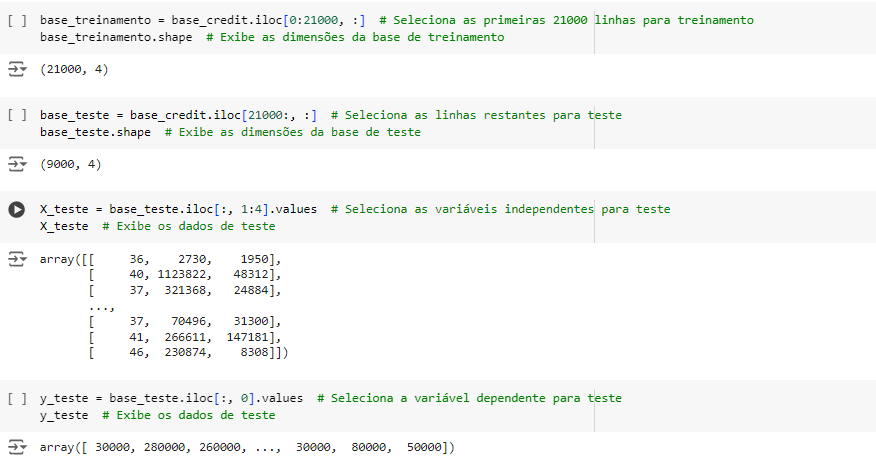 [ ] base_treinamento = base_credit.iloc[0:21000, :]  # Seleciona as primeiras 21000 linhas para treinamento
base_treinamento.shape  # Exibe as dimensões da base de treinamento
(21000, 4)
[ ] base_teste = base_credit.iloc[21000:, :]  # Seleciona as linhas restantes para teste
base_teste.shape  # Exibe as dimensões da base de teste
(9000, 4)
X_teste = base_teste.iloc[:, 1:4].values  # Seleciona as variáveis independentes para teste
X_teste  # Exibe os dados de teste
array([[     36,    2730,    1950],
[     40, 1123822,   48312],
[     37,  321368,   24884],
...,
[     37,   70496,   31300],
[     41,  266611,  147181],
[     46,  230874,    8308]])
[ ] y_teste = base_teste.iloc[:, 0].values  # Seleciona a variável dependente para teste
y_teste  # Exibe os dados de teste
array([ 30000, 280000, 260000, ...,  30000,  80000,  50000])